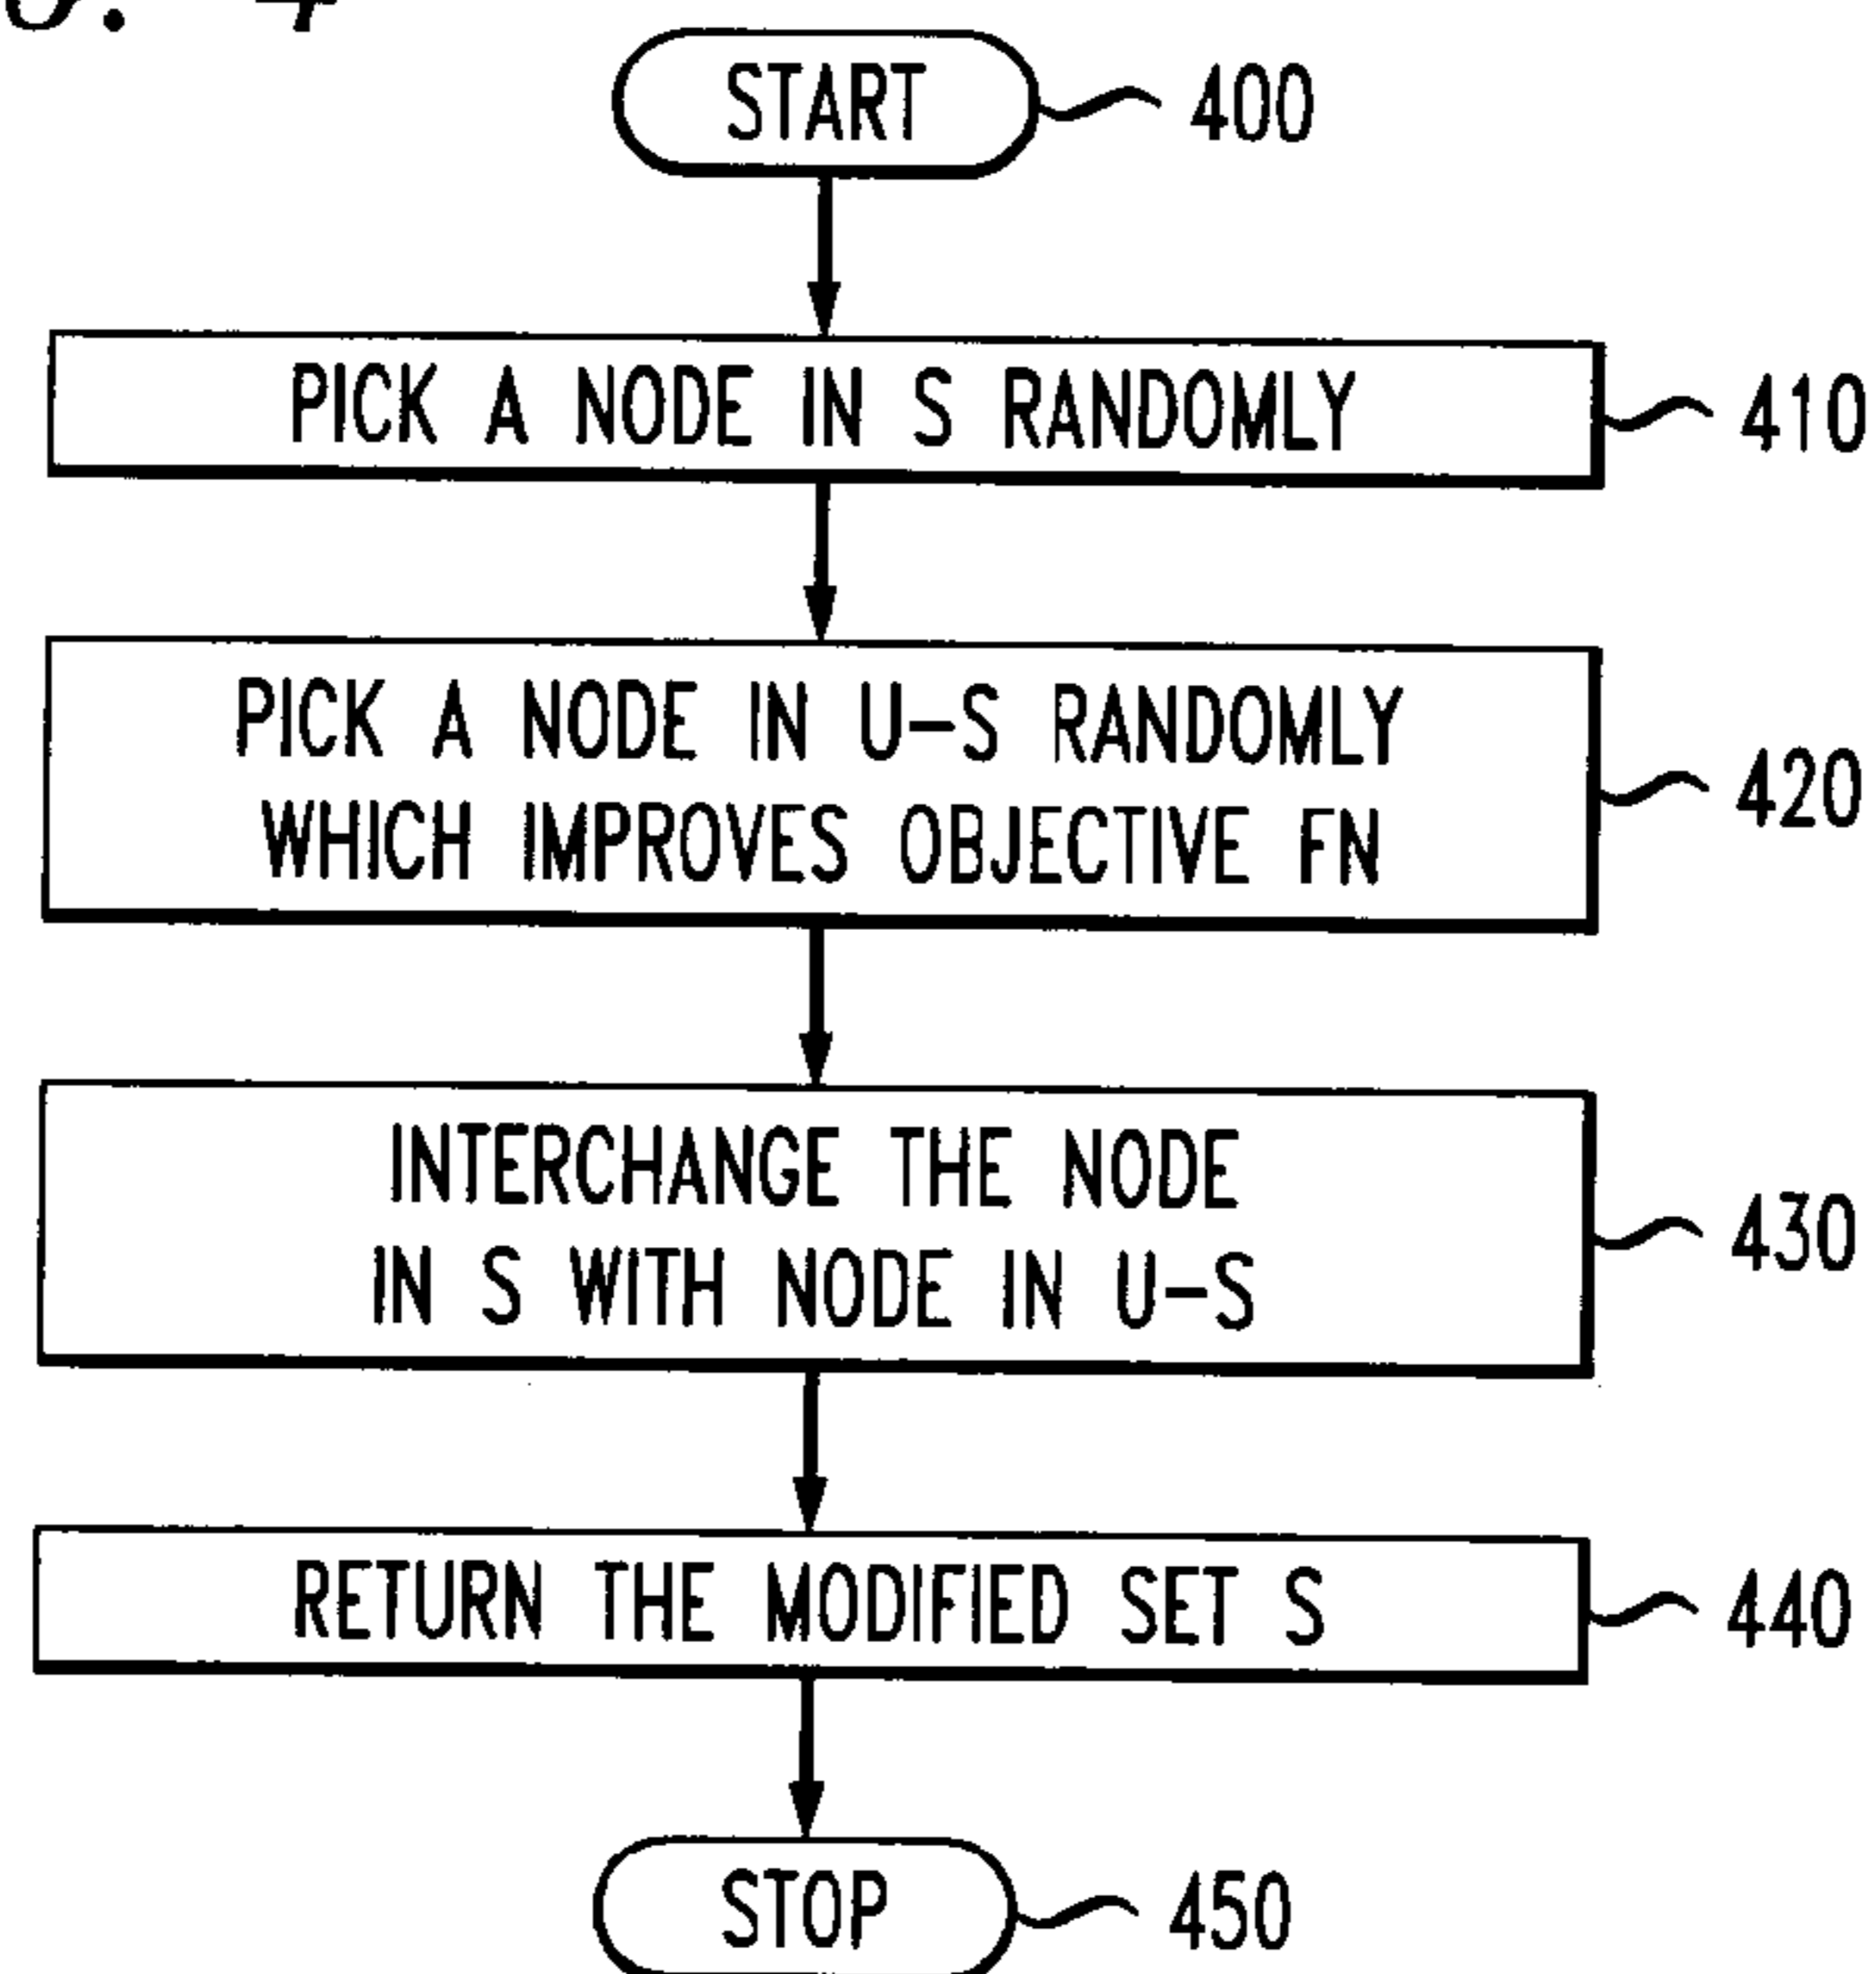 START 400
PICK A NODE IN S RANDOMLY 410
PICK A NODE IN U-S RANDOMLY
WHICH IMPROVES OBJECTIVE FN
420
INTERCHANGE THE NODE
IN S WITH NODE IN U-S
430
RETURN THE MODIFIED SET S 440
STOP 450